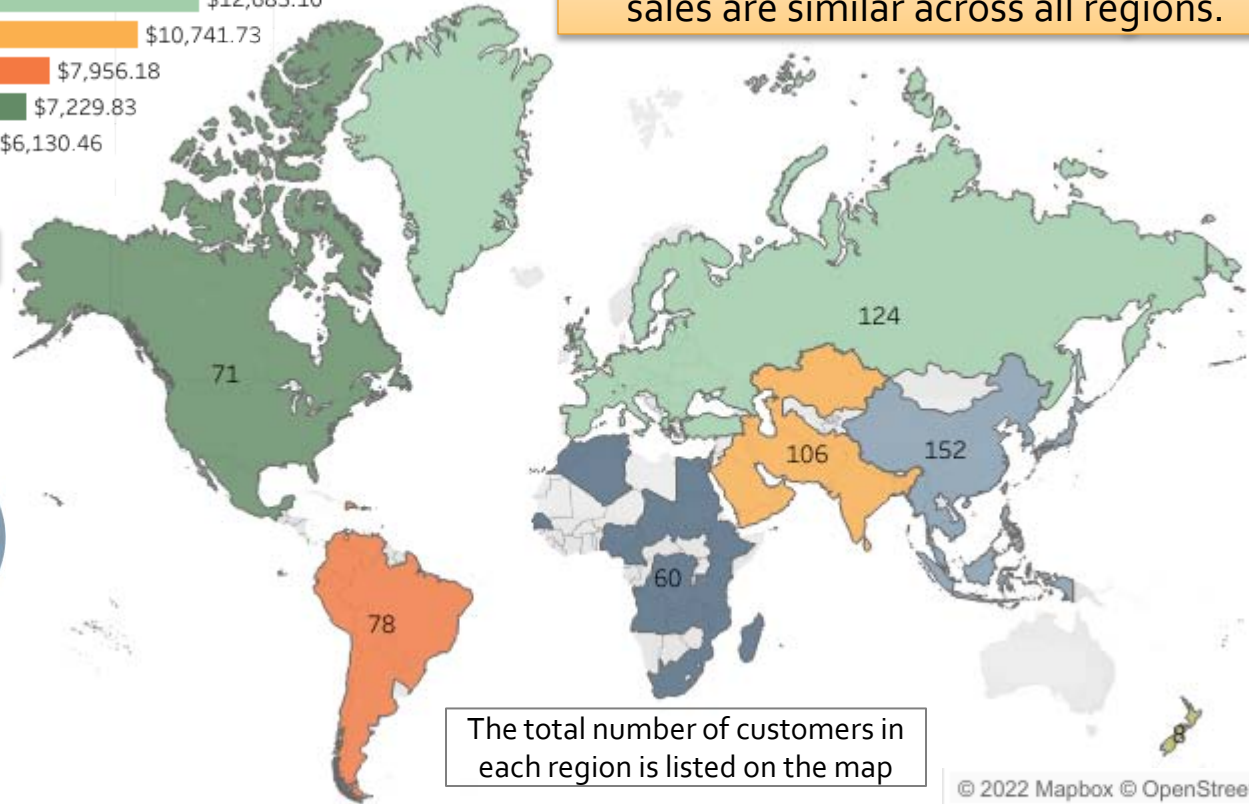 sales are similar across all regions.
$10,741.73
$7,956.18
$7,229.83
$6,130.46
124
71
106
152
60
78
8
The total number of customers in
each region is listed on the map
© 2022 Mapbox © OpenStree